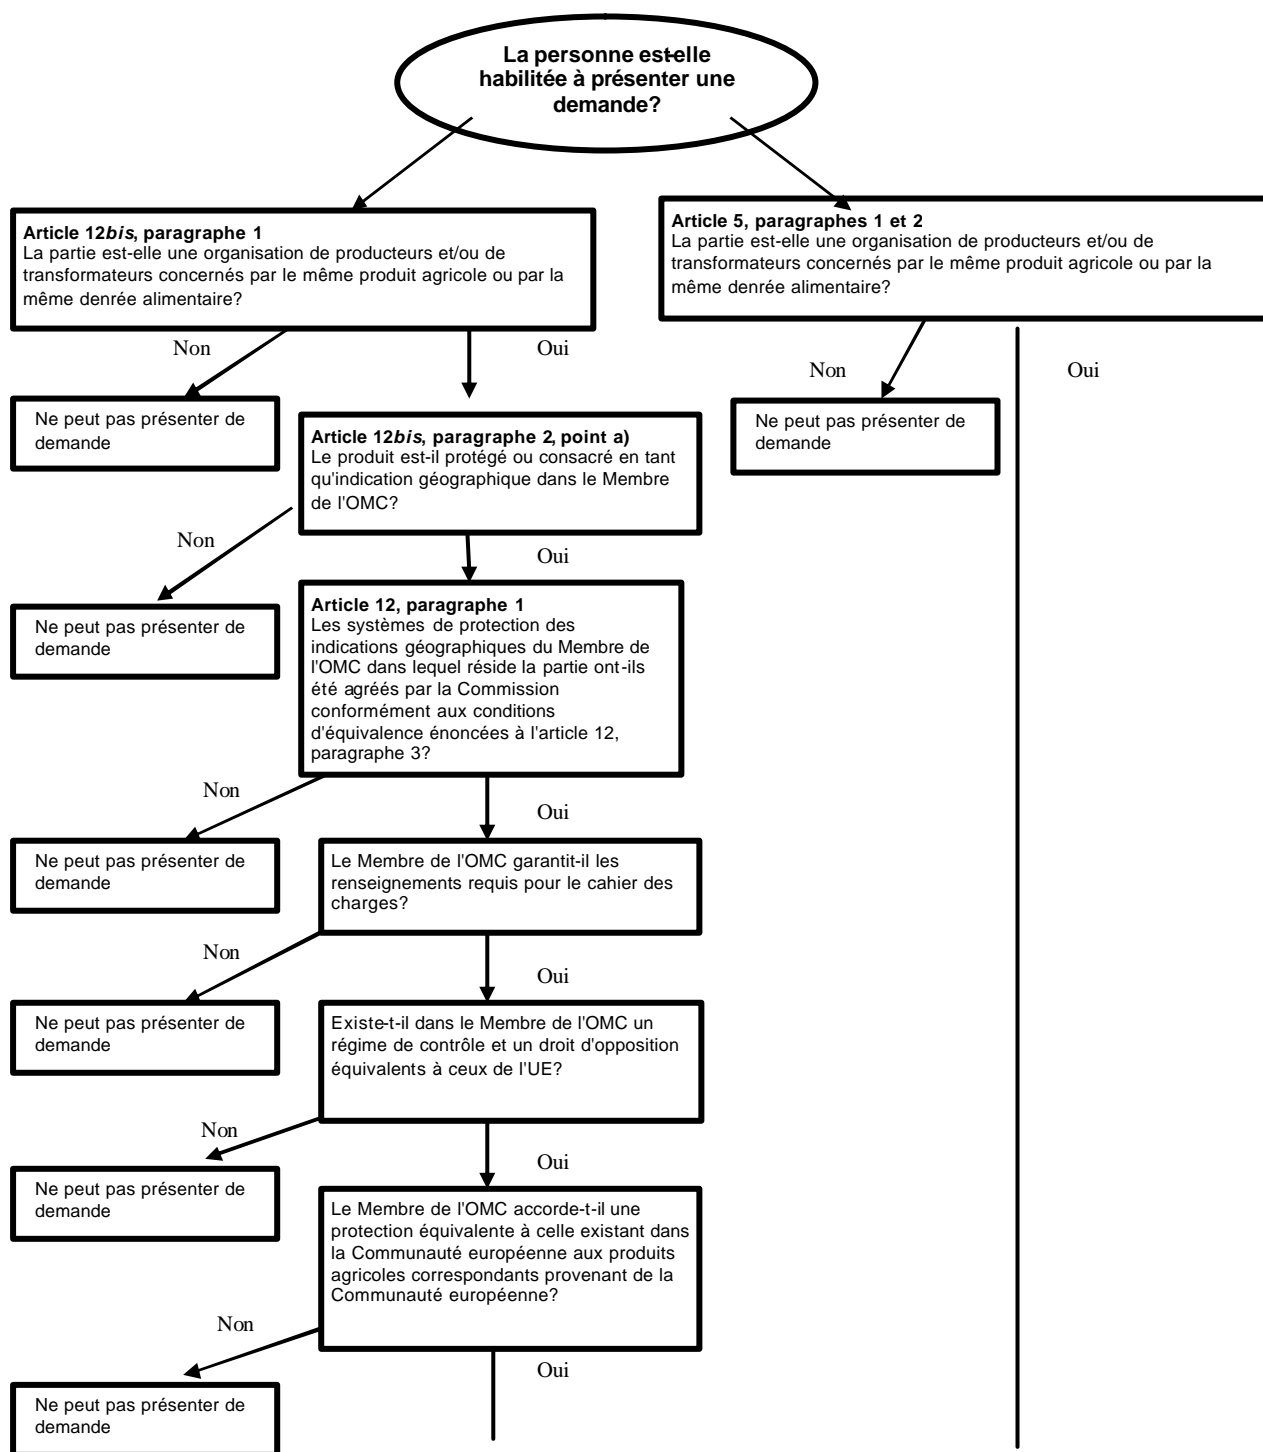 La personne est-elle
habilitée à présenter une
demande?
Article 12bis, paragraphe 1
La partie est-elle une organisation de producteurs et/ou de
transformateurs concernés par le même produit agricole ou par la
même denrée alimentaire?
Article 5, paragraphes 1 et 2
La partie est-elle une organisation de producteurs et/ou de
transformateurs concernés par le même produit agricole ou par la
même denrée alimentaire?
Non
Oui
Non
Oui
Ne peut pas présenter de
demande
Article 12bis, paragraphe 2, point a)
Le produit est-il protégé ou consacré en tant
qu'indication géographique dans le Membre
de l'OMC?
Ne peut pas présenter de
demande
Non
Oui
Ne peut pas présenter de
demande
Article 12, paragraphe 1
Les systèmes de protection des
indications géographiques du Membre de
l'OMC dans lequel réside la partie ont-ils
été agréés par la Commission
conformément aux conditions
d'équivalence énoncées à l'article 12,
paragraphe 3?
Non
Oui
Ne peut pas présenter de
demande
Le Membre de l'OMC garantit-il les
renseignements requis pour le cahier des
charges?
Non
Oui
Ne peut pas présenter de
demande
Existe-t-il dans le Membre de l'OMC un
régime de contrôle et un droit d'opposition
équivalents à ceux de l'UE?
Non
Oui
Ne peut pas présenter de
demande
Le Membre de l'OMC accorde-t-il une
protection équivalente à celle existant dans
la Communauté européenne aux produits
agricoles correspondants provenant de la
Communauté européenne?
Non
Oui
Ne peut pas présenter de
demande